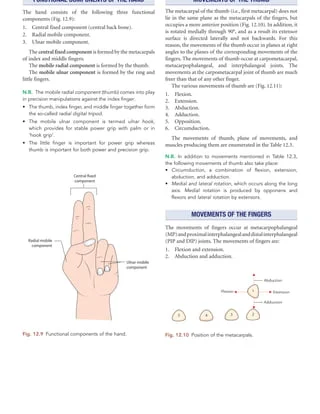 FUNCTIONAL COMPONENTS OF THE HAND
The hand consists of the following three functional
components (Fig. 12.9):
1. Central fixed component (central back bone).
2. Radial mobile component.
3. Ulnar mobile component.
The central fixed component is formed by the metacarpals
of index and middle fingers.
The mobile radial component is formed by the thumb.
The mobile ulnar component is formed by the ring and
little fingers.
N.B. The mobile radial component (thumb) comes into play
in precision manipulations against the index finger:
• The thumb, index finger, and middle finger together form
the so-called radial digital tripod.
• The mobile ulnar component is termed ulnar hook,
which provides for stable power grip with palm or in
'hook grip'.
• The little finger is important for power grip whereas
thumb is important for both power and precision grip.
Central fixed
component
Radial mobile
component
Ulnar mobile
component
Fig. 12.9 Functional components of the hand.
MOVEMENTS OF THE THUMB
The metacarpal of the thumb (i.e., first metacarpal) does not
lie in the same plane as the metacarpals of the fingers, but
occupies a more anterior position (Fig. 12.10). In addition, it
is rotated medially through 90°, and as a result its extensor
surface is directed laterally and not backwards. For this
reason, the movements of the thumb occur in planes at right
angles to the planes of the corresponding movements of the
fingers. The movements of thumb occur at carpometacarpal,
metacarpophalangeal, and interphalangeal joints. The
movements at the carpometacarpal joint of thumb are much
freer than that of any other finger.
The various movements of thumb are (Fig. 12.11):
1. Flexion.
2. Extension.
3. Abduction.
4. Adduction.
5. Opposition.
6. Circumduction.
The movements of thumb; plane of movements, and
muscles producing them are enumerated in the Table 12.3.
N.B. In addition to movements mentioned in Table 12.3,
the following movements of thumb also take place:
• Circumduction, a combination of flexion, extension,
abduction, and adduction.
• Medial and lateral rotation, which occurs along the long
axis. Medial rotation is produced by opponens and
flexors and lateral rotation by extensors.
MOVEMENTS OF THE FINGERS
The movements of fingers occur at metacarpophalangeal
(MP) and proximal interphalangeal and distal interphalangeal
(PIP and DIP) joints. The movements of fingers are:
1. Flexion and extension.
2. Abduction and adduction.
Abduction
Flexion
1
Extension
Adduction
5
4
3
2
Fig. 12.10 Position of the metacarpals.